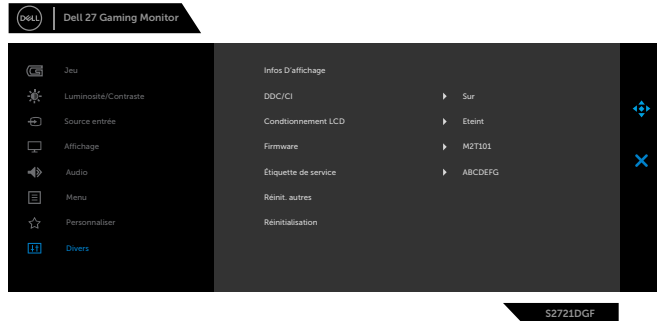 DELL Dell 27 Gaming Monitor
Jeu
Luminosité/Contraste
Source entrée
Affichage
Audio
Menu
Personnaliser
Divers
Infos D'affichage
DDC/CI Sur
Condtionnement LCD Eteint
Firmware M2T101
Étiquette de service ABCDEFG
Réinit. autres
Réinitialisation
S2721DGF